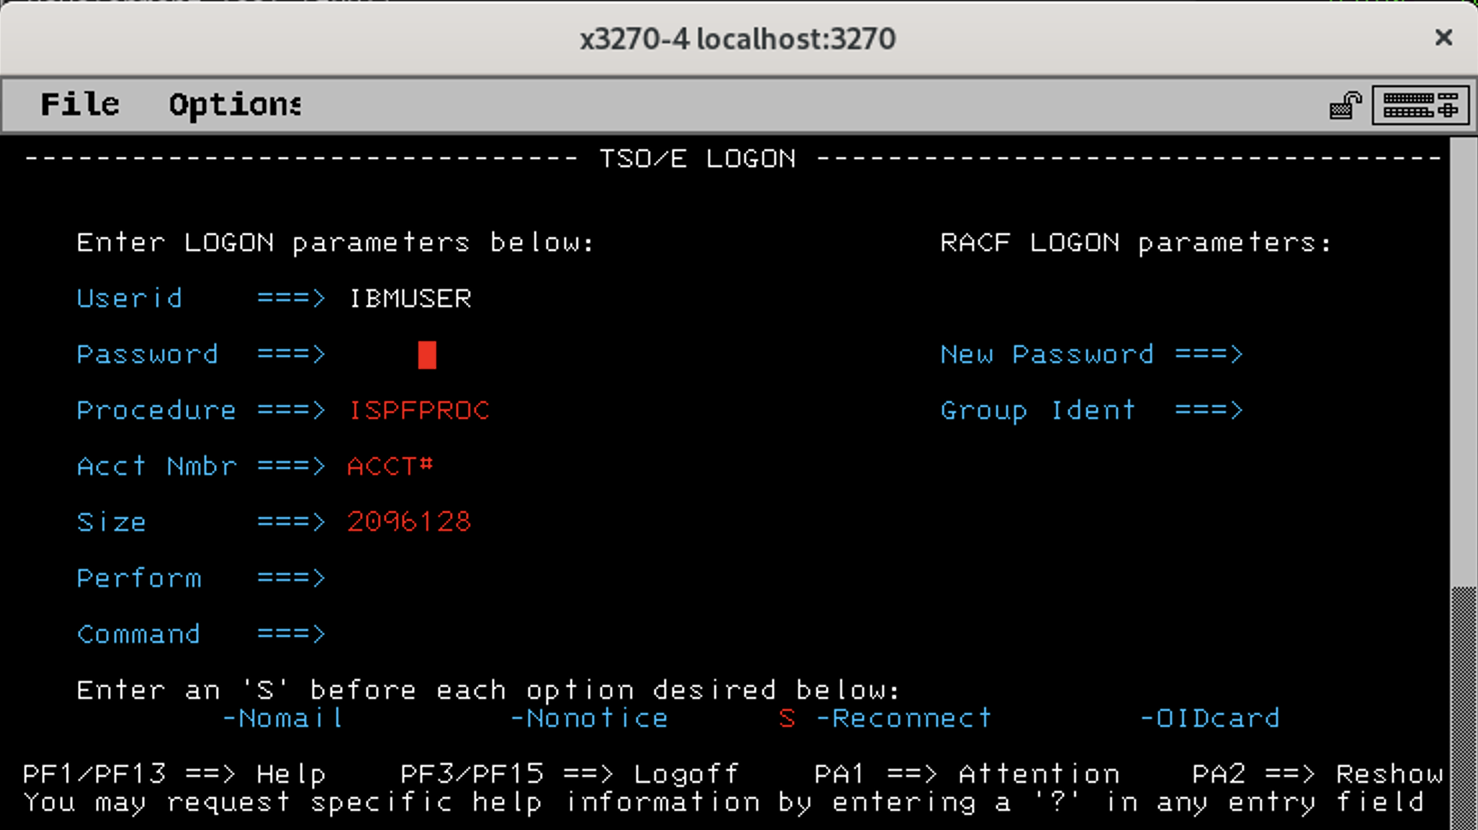 x3270-4 localhost:3270
File Options
------------------------------- TSO/E LOGON -----------------------------------
Enter LOGON parameters below: RACF LOGON parameters:
Userid ===> IBMUSER
Password ===> New Password ===>
Procedure ===> ISPFPROC Group Ident ===>
Acct Nmbr ===> ACCT#
Size ===> 2096128
Perform ===>
Command ===>
Enter an 'S' before each option desired below:
-Nomail -Nonotice S -Reconnect -OIDcard
PF1/PF13 ==> Help PF3/PF15 ==> Logoff PA1 ==> Attention PA2 ==> Reshow
You may request specific help information by entering a '?' in any entry field